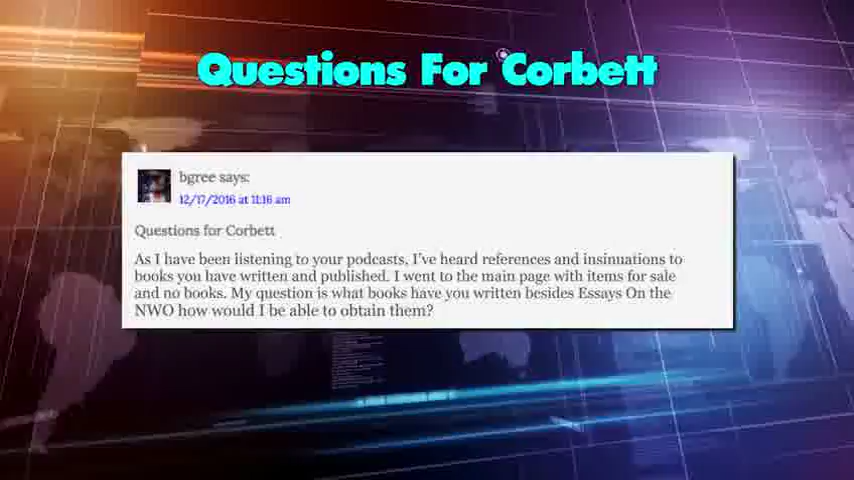 Questions For Corbett
bgree says:
12/17/2016 at 11:16 am
Questions for Corbett
As I have been listening to your podcasts, I've heard references and insinuations to
books you have written and published. I went to the main page with items for sale
and no books. My question is what books have you written besides Essays On the
NWO how would I be able to obtain them?